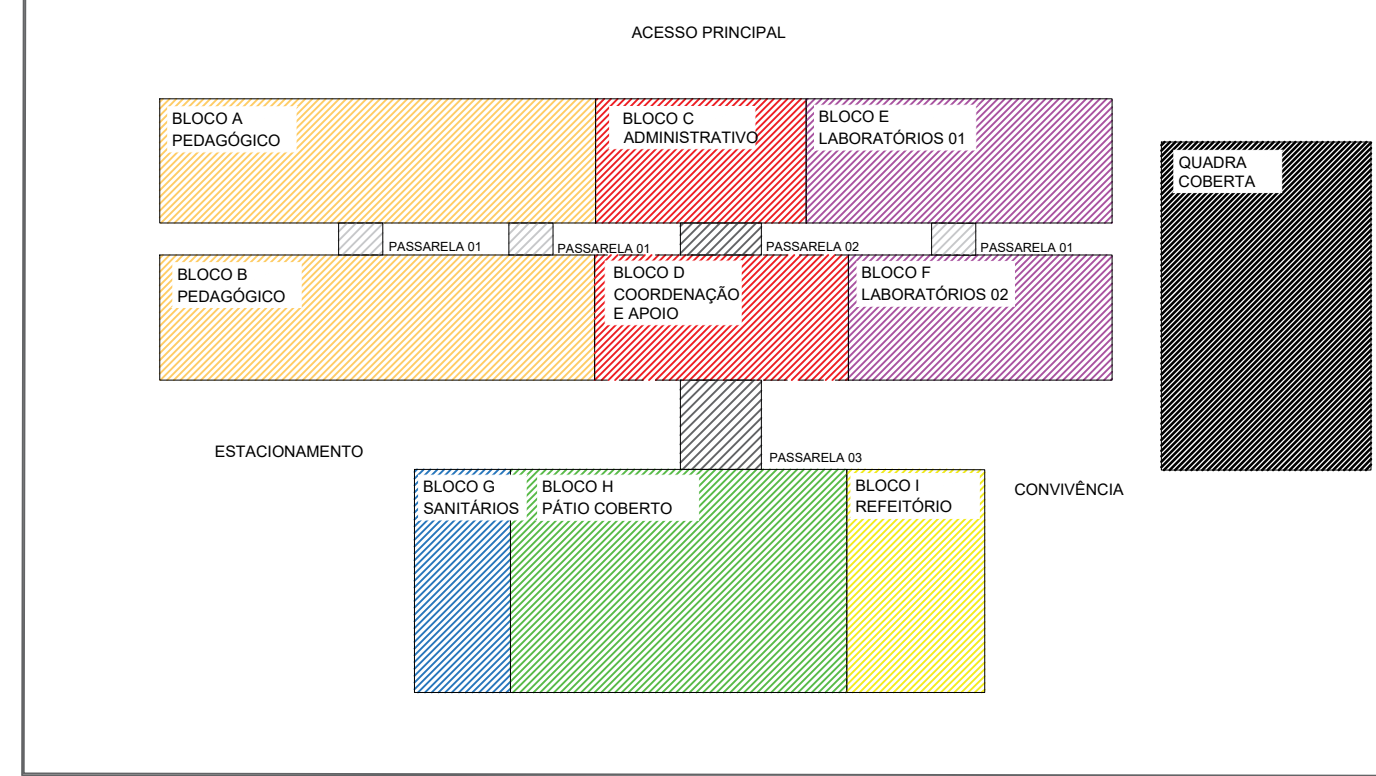 ACESSO PRINCIPAL
BLOCO A
PEDAGÓGICO
BLOCO C
ADMINISTRATIVO
BLOCO E
LABORATÓRIOS 01
QUADRA
COBERTA
PASSARELA 01
PASSARELA 01
PASSARELA 02
PASSARELA 01
BLOCO B
PEDAGÓGICO
BLOCO D
COORDENAÇÃO
E APOIO
BLOCO F
LABORATÓRIOS 02
ESTACIONAMENTO
PASSARELA 03
BLOCO G
SANITÁRIOS
BLOCO H
PÁTIO COBERTO
BLOCO I
REFEITÓRIO
CONVIVÊNCIA